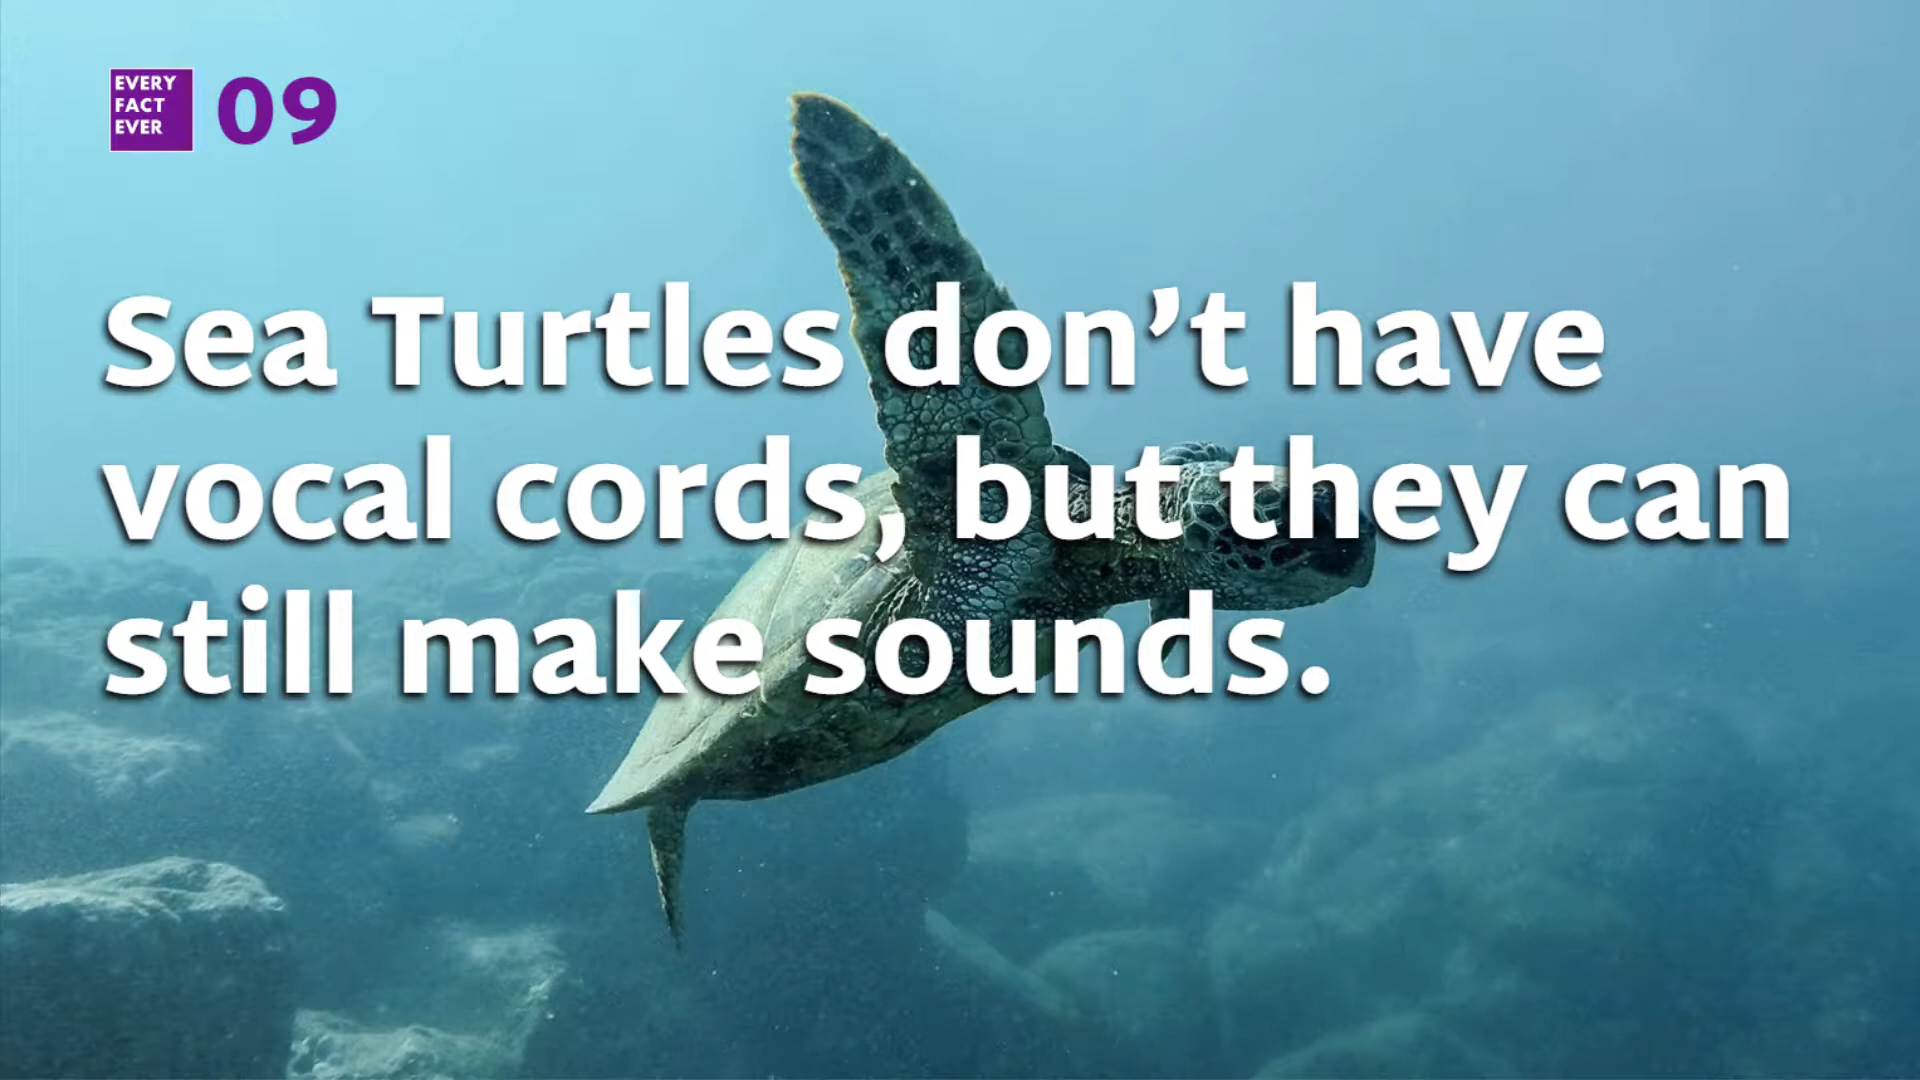 EVERY
FACT
EVER
09
Sea Turtles don’t have
vocal cords, but they can
still make sounds.